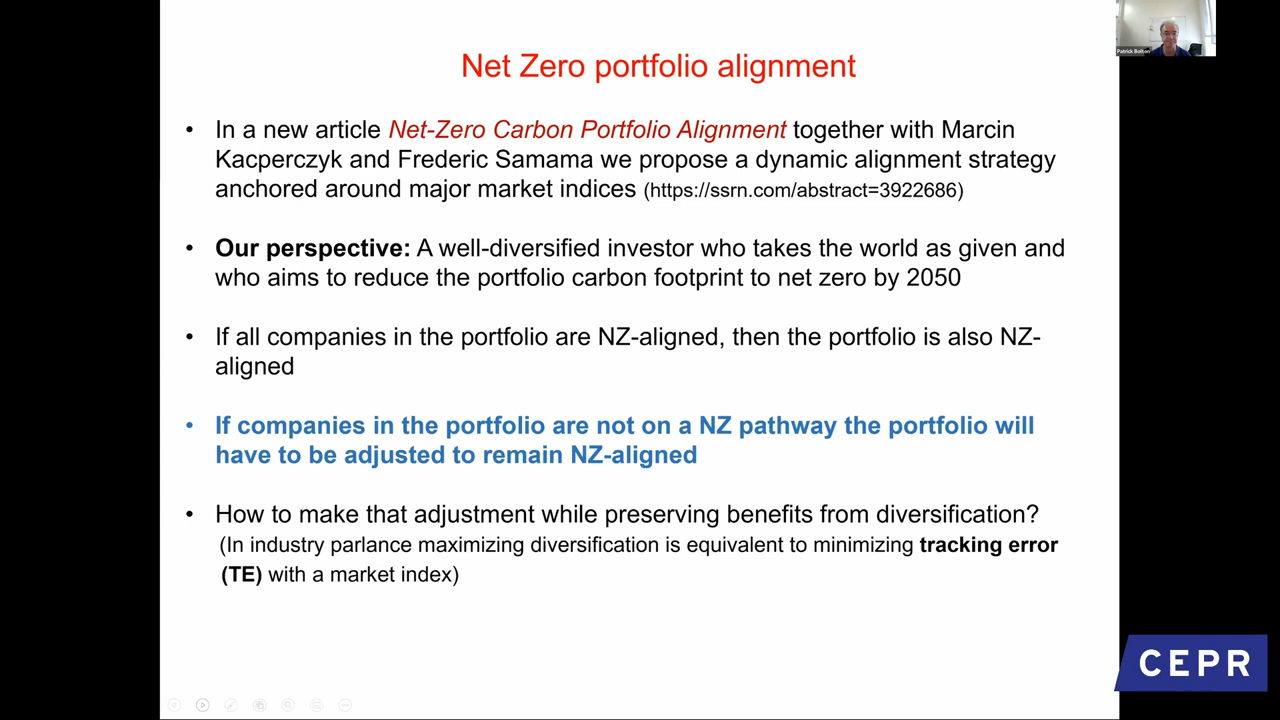 Net Zero portfolio alignment
• In a new article Net-Zero Carbon Portfolio Alignment together with Marcin
Kacperczyk and Frederic Samama we propose a dynamic alignment strategy
anchored around major market indices (https://ssrn.com/abstract=3922686)
• Our perspective: A well-diversified investor who takes the world as given and
who aims to reduce the portfolio carbon footprint to net zero by 2050
• If all companies in the portfolio are NZ-aligned, then the portfolio is also NZ-
aligned
• If companies in the portfolio are not on a NZ pathway the portfolio will
have to be adjusted to remain NZ-aligned
• How to make that adjustment while preserving benefits from diversification?
(In industry parlance maximizing diversification is equivalent to minimizing tracking error
(TE) with a market index)
Patrick Bolton
CEPR